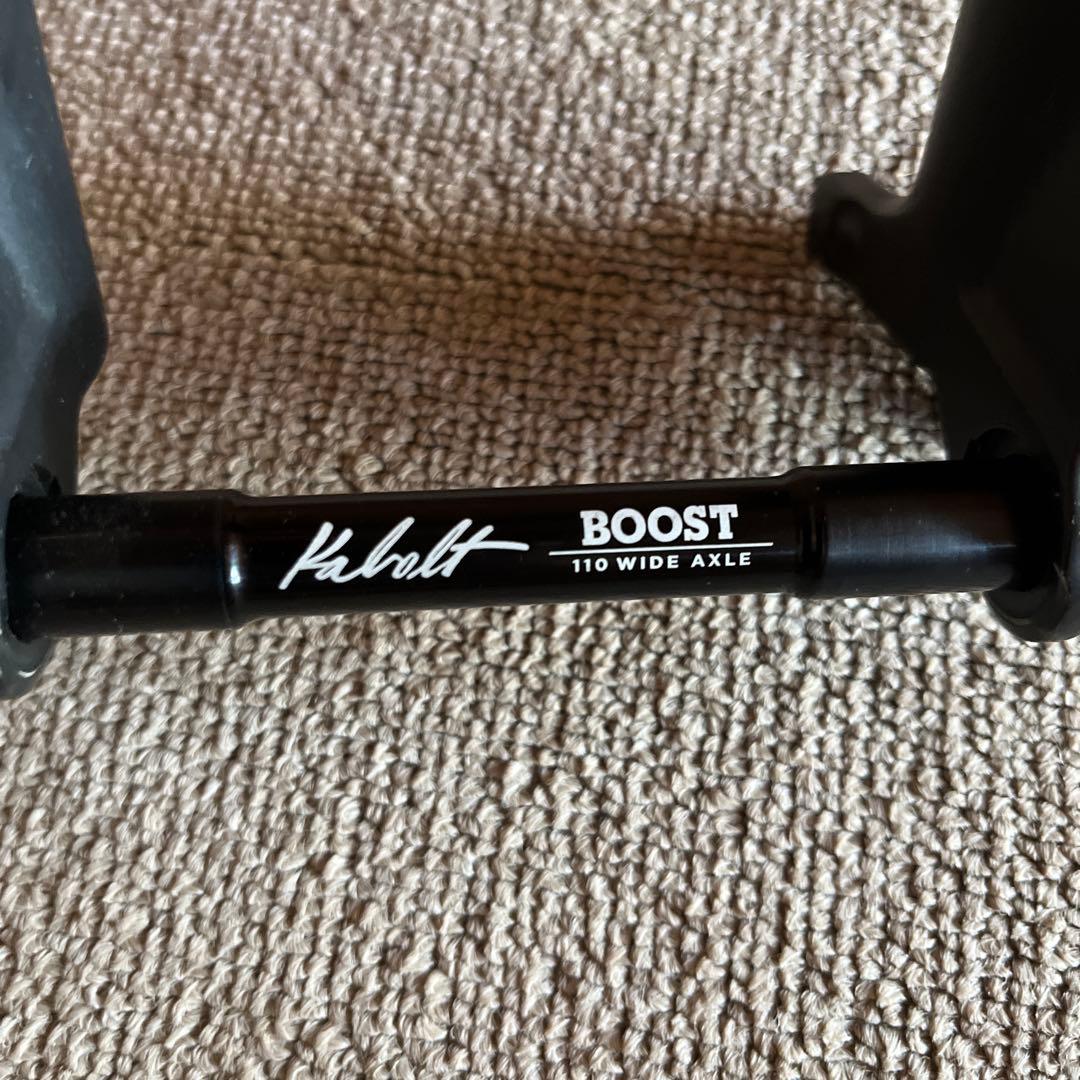 Kabolt
BOOST
110 WIDE AXLE